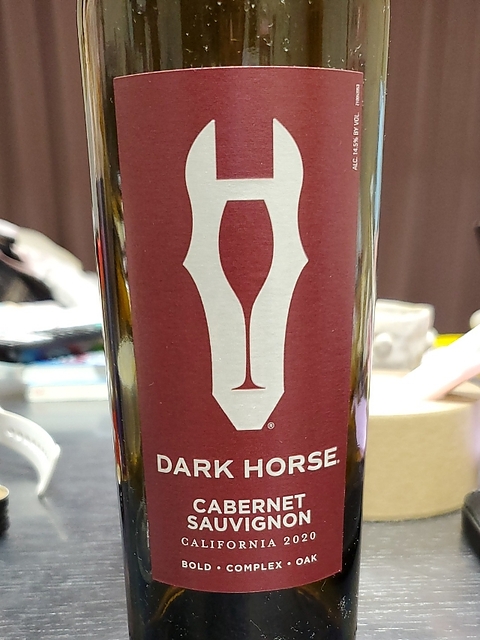 ALC. 14.5% BY VOL.
®
DARK HORSE®
CABERNET
SAUVIGNON
CALIFORNIA 2020
BOLD • COMPLEX • OAK